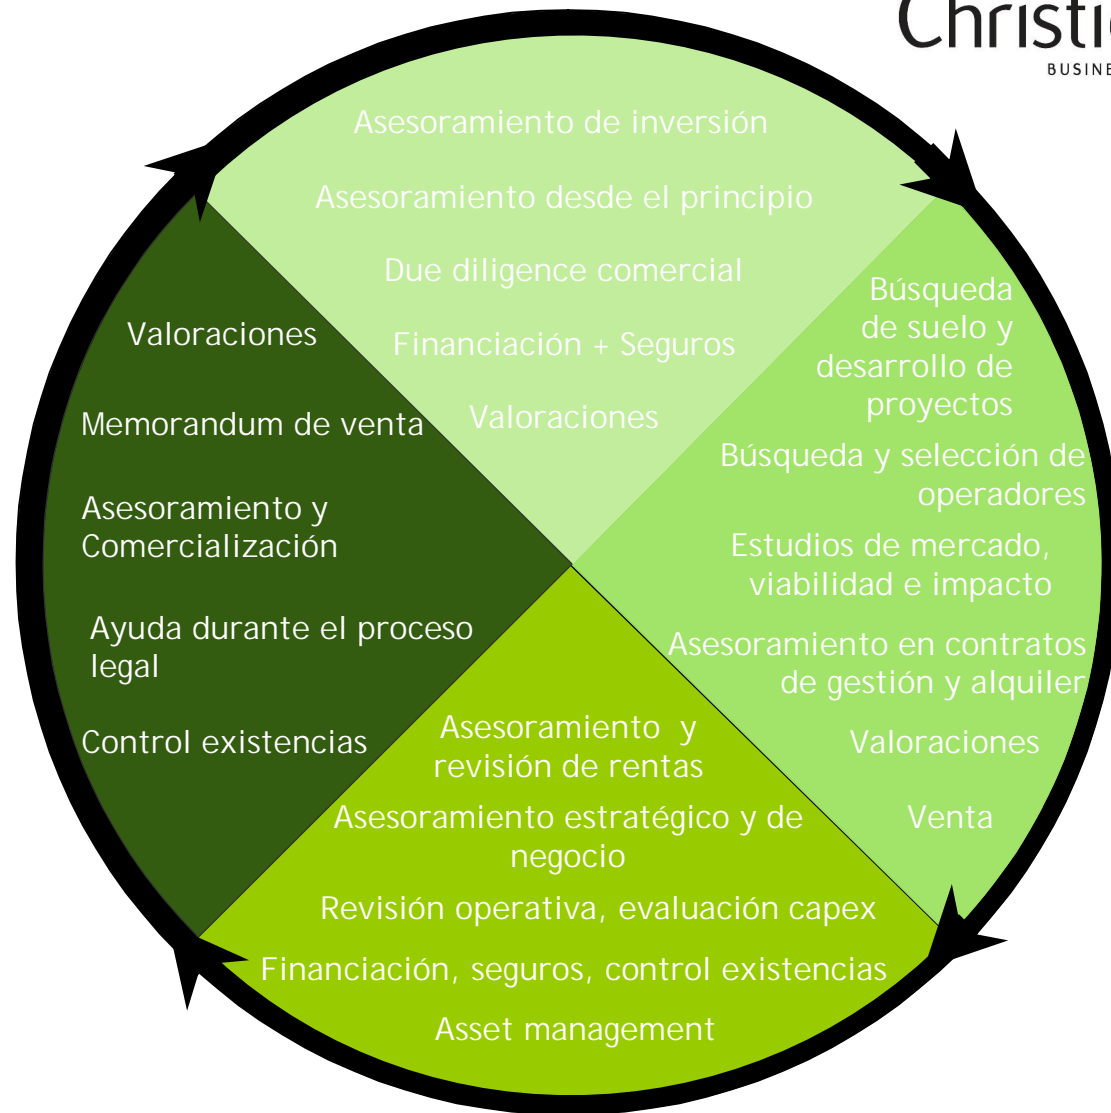 Asesoramiento de inversión
Asesoramiento desde el principio
Due diligence comercial
Financiación + Seguros
Valoraciones
Búsqueda
de suelo y
desarrollo de
proyectos
Búsqueda y selección de
operadores
Estudios de mercado,
viabilidad e impacto
Asesoramiento en contratos
de gestión y alquiler
Valoraciones
Venta
Asesoramiento y
revisión de rentas
Asesoramiento estratégico y de
negocio
Revisión operativa, evaluación capex
Financiación, seguros, control existencias
Asset management
Valoraciones
Memorandum de venta
Asesoramiento y
Comercialización
Ayuda durante el proceso
legal
Control existencias